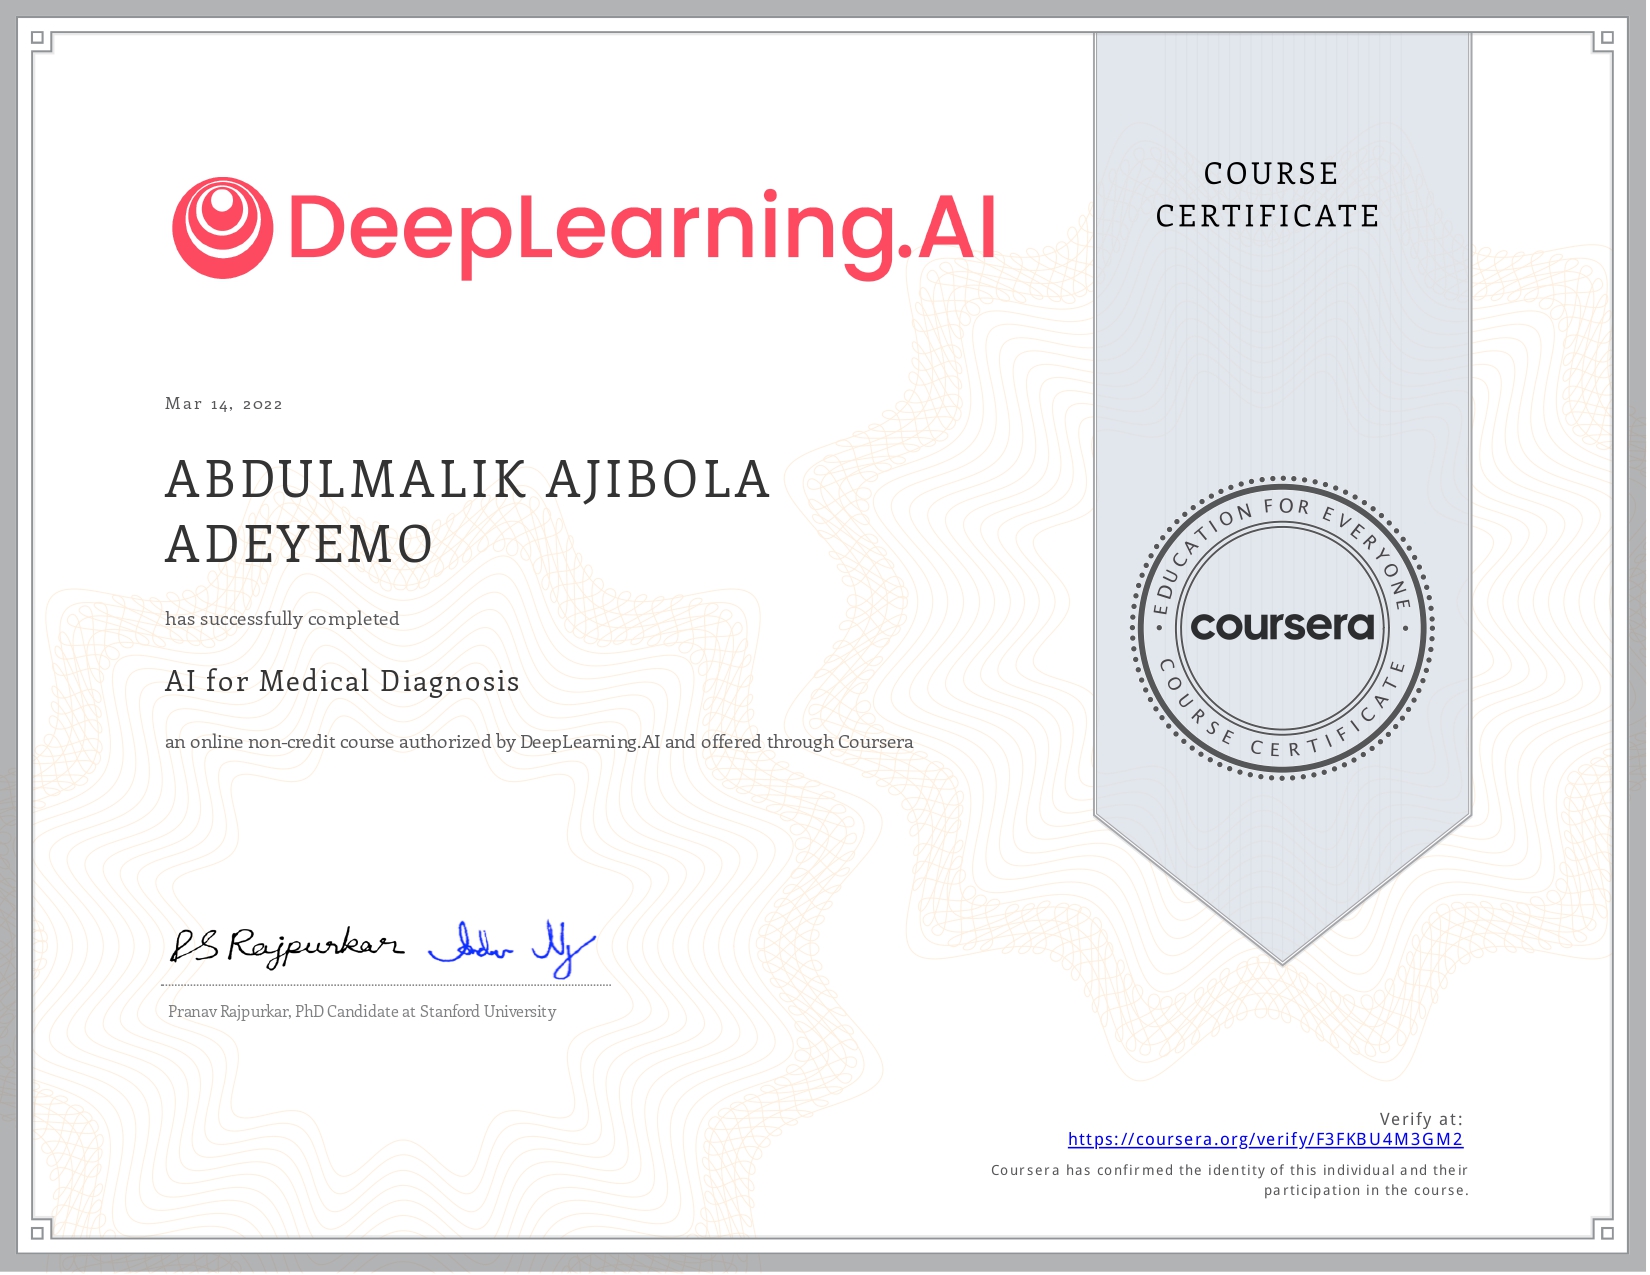 DeepLearning.AI
COURSE
CERTIFICATE
Mar 14, 2022
ABDULMALIK AJIBOLA
ADEYEMO
has successfully completed
AI for Medical Diagnosis
an online non-credit course authorized by DeepLearning.AI and offered through Coursera
EDUCATION FOR EVERYONE
coursera
COURSE CERTIFICATE
PS Rajpurkar
Pranav Rajpurkar, PhD Candidate at Stanford University
Verify at:
https://coursera.org/verify/F3FKBU4M3GM2
Coursera has confirmed the identity of this individual and their
participation in the course.